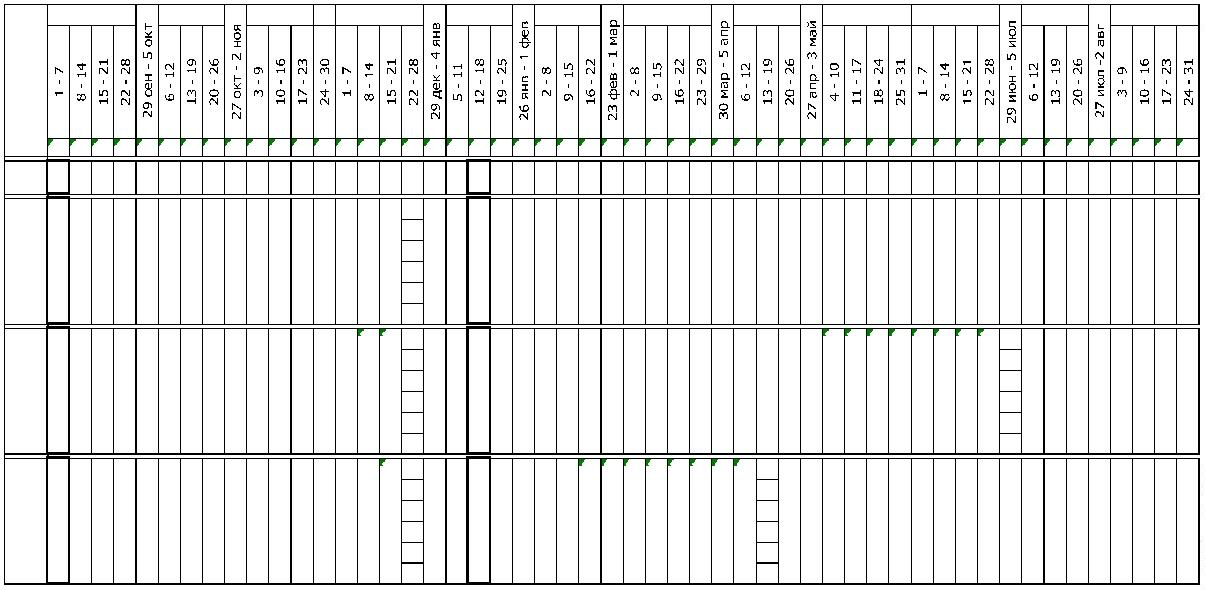 1 - 7
8 - 14
15 - 21
22 - 28
29 сен - 5 окт
6 - 12
13 - 19
20 - 26
27 окт - 2 ноя
3 - 9
10 - 16
17 - 23
24 - 30
1 - 7
8 - 14
15 - 21
22 - 28
29 дек - 4 янв
5 - 11
12 - 18
19 - 25
26 янв - 1 фев
2 - 8
9 - 15
16 - 22
23 фев - 1 мар
2 - 8
9 - 15
16 - 22
23 - 29
30 мар - 5 апр
6 - 12
13 - 19
20 - 26
27 апр - 3 май
4 - 10
11 - 17
18 - 24
25 - 31
1 - 7
8 - 14
15 - 21
22 - 28
29 июн - 5 июл
6 - 12
13 - 19
20 - 26
27 июл -2 авг
3 - 9
10 - 16
17 - 23
24 - 31